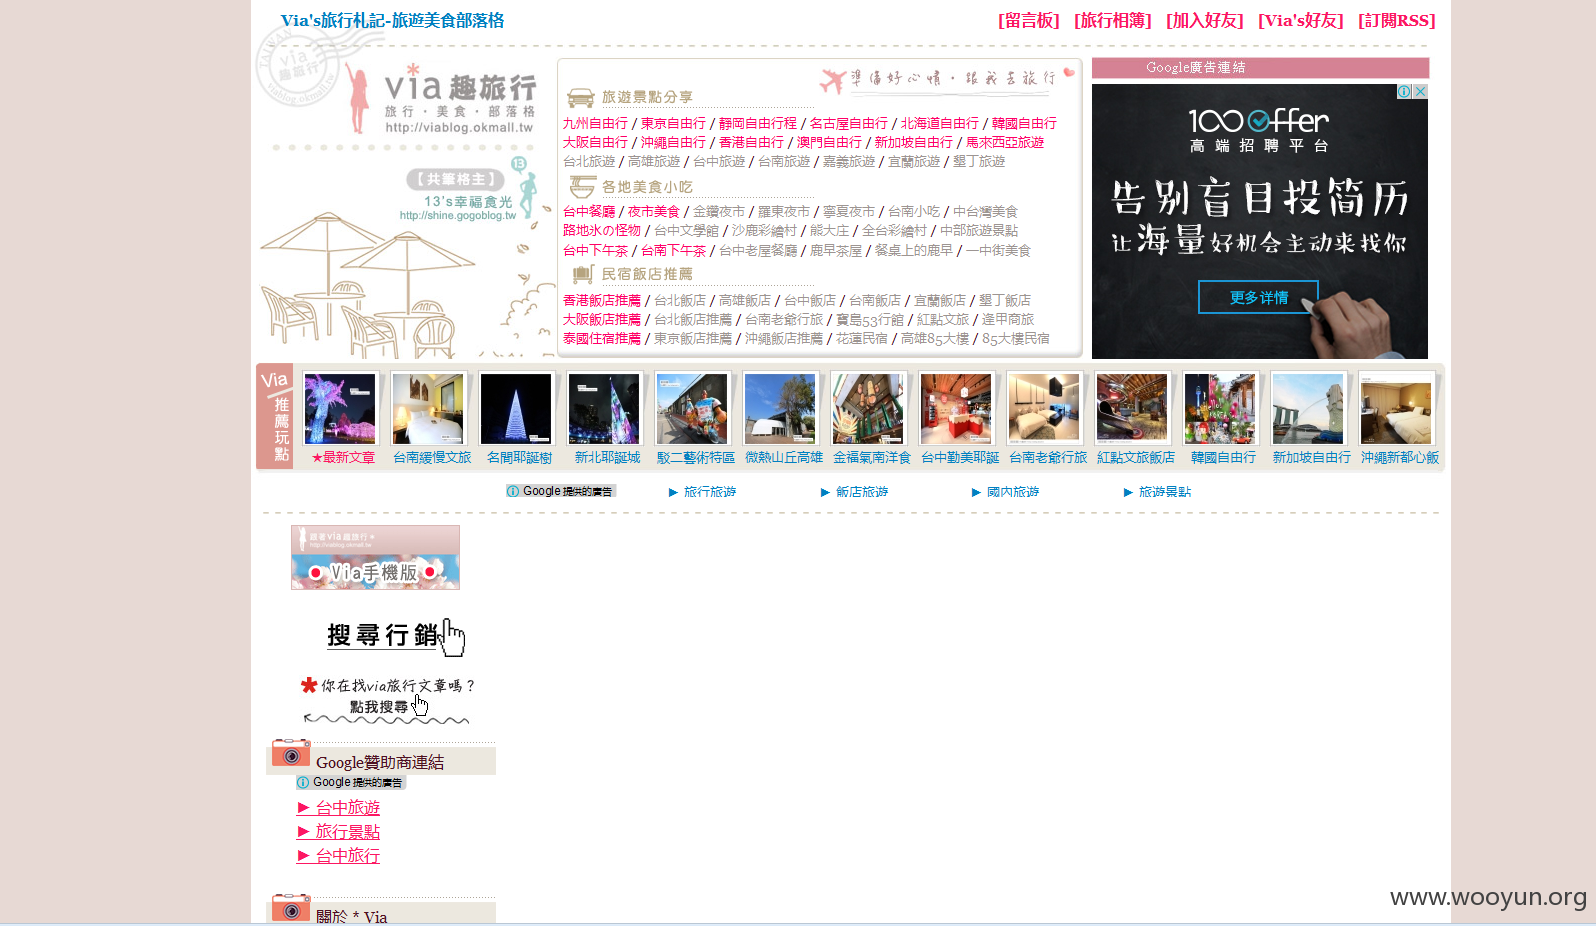 Via's旅行札記-旅遊美食部落格
[留言板] [旅行相簿] [加入好友] [Via's好友] [訂閱RSS]
TAIWAN
via
趣旅行
viablog.okmall.tw
via趣旅行
旅行・美食・部落格
http://viablog.okmall.tw
13
【共筆格主】
13's幸福食光
http://shine.gogoblog.tw
準備好心情・跟我去旅行
旅遊景點分享
九州自由行 / 東京自由行 / 靜岡自由行程 / 名古屋自由行 / 北海道自由行 / 韓國自由行
大阪自由行 / 沖繩自由行 / 香港自由行 / 澳門自由行 / 新加坡自由行 / 馬來西亞旅遊
台北旅遊 / 高雄旅遊 / 台中旅遊 / 台南旅遊 / 嘉義旅遊 / 宜蘭旅遊 / 墾丁旅遊
各地美食小吃
台中餐廳 / 夜市美食 / 金鑽夜市 / 羅東夜市 / 寧夏夜市 / 台南小吃 / 中台灣美食
路地氷の怪物 / 台中文學館 / 沙鹿彩繪村 / 熊大庄 / 全台彩繪村 / 中部旅遊景點
台中下午茶 / 台南下午茶 / 台中老屋餐廳 / 鹿早茶屋 / 餐桌上的鹿早 / 一中街美食
民宿飯店推薦
香港飯店推薦 / 台北飯店 / 高雄飯店 / 台中飯店 / 台南飯店 / 宜蘭飯店 / 墾丁飯店
大阪飯店推薦 / 台北飯店推薦 / 台南老爺行旅 / 寶島53行館 / 紅點文旅 / 逢甲商旅
泰國住宿推薦 / 東京飯店推薦 / 沖繩飯店推薦 / 花蓮民宿 / 高雄85大樓 / 85大樓民宿
Google廣告連結
100offer
高端招聘平台
告别盲目投简历
让海量好机会主动来找你
更多详情
Via推薦玩點
★最新文章 台南緩慢文旅 名間耶誕樹 新北耶誕城 駁二藝術特區 微熱山丘高雄 金福氣南洋食 台中勤美耶誕 台南老爺行旅 紅點文旅飯店 韓國自由行 新加坡自由行 沖繩新都心飯
Google 提供的廣告 ► 旅行旅遊 ► 飯店旅遊 ► 國內旅遊 ► 旅遊景點
跟著via趣旅行
http://viablog.okmall.tw
Via手機版
搜尋行銷
*你在找via旅行文章嗎？
點我搜尋
Google贊助商連結
Google 提供的廣告
► 台中旅遊
► 旅行景點
► 台中旅行
關於 * Via
www.wooyun.org